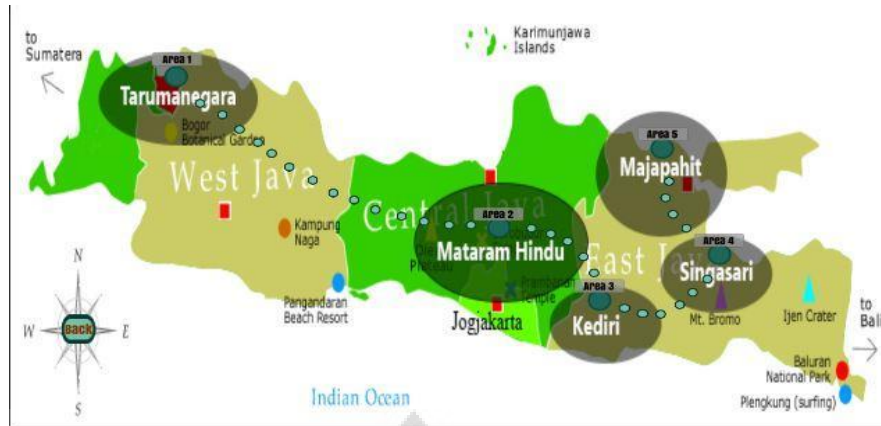 to
Sumatera
Karimunjawa
Islands
Area 1
Tarumanegara
Bogor
Botanical Garden
West Java
Area 5
Majapahit
Central Java
Area 2
Mataram Hindu
Plateau
Prambanan
Temple
Kampung
Naga
East Java
Area 4
Singasari
Area 3
Kediri
Mt. Bromo
Ijen Crater
to
Bali
Pangandaran
Beach Resort
Jogjakarta
N
W
Back
E
S
Baluran
National Park
Plengkung (surfing)
Indian Ocean